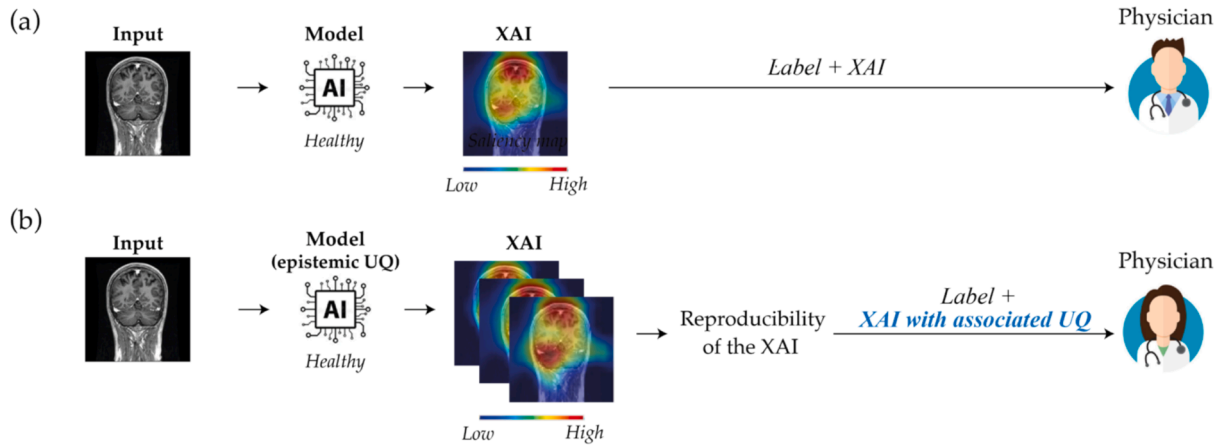 (a)
Input
Model
XAI
Physician
AI
Healthy
Saliency map
Low
High
Label + XAI
(b)
Input
Model
(epistemic UQ)
XAI
Physician
AI
Healthy
Low
High
Reproducibility
of the XAI
Label +
XAI with associated UQ